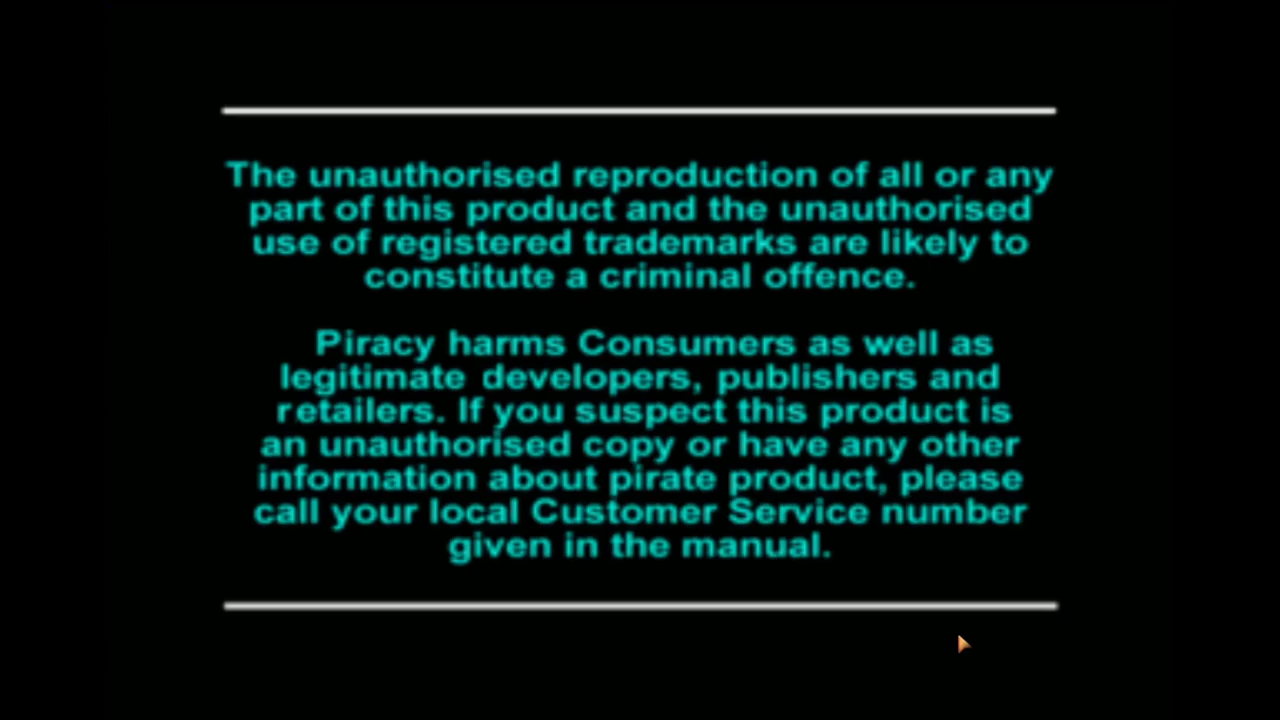 The unauthorised reproduction of all or any
part of this product and the unauthorised
use of registered trademarks are likely to
constitute a criminal offence.
Piracy harms Consumers as well as
legitimate developers, publishers and
retailers. If you suspect this product is
an unauthorised copy or have any other
information about pirate product, please
call your local Customer Service number
given in the manual.